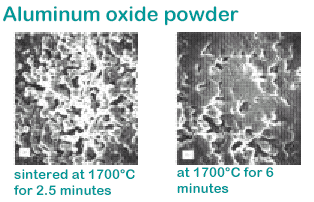 Aluminum oxide powder
sintered at 1700°C
for 2.5 minutes
at 1700°C for 6
minutes